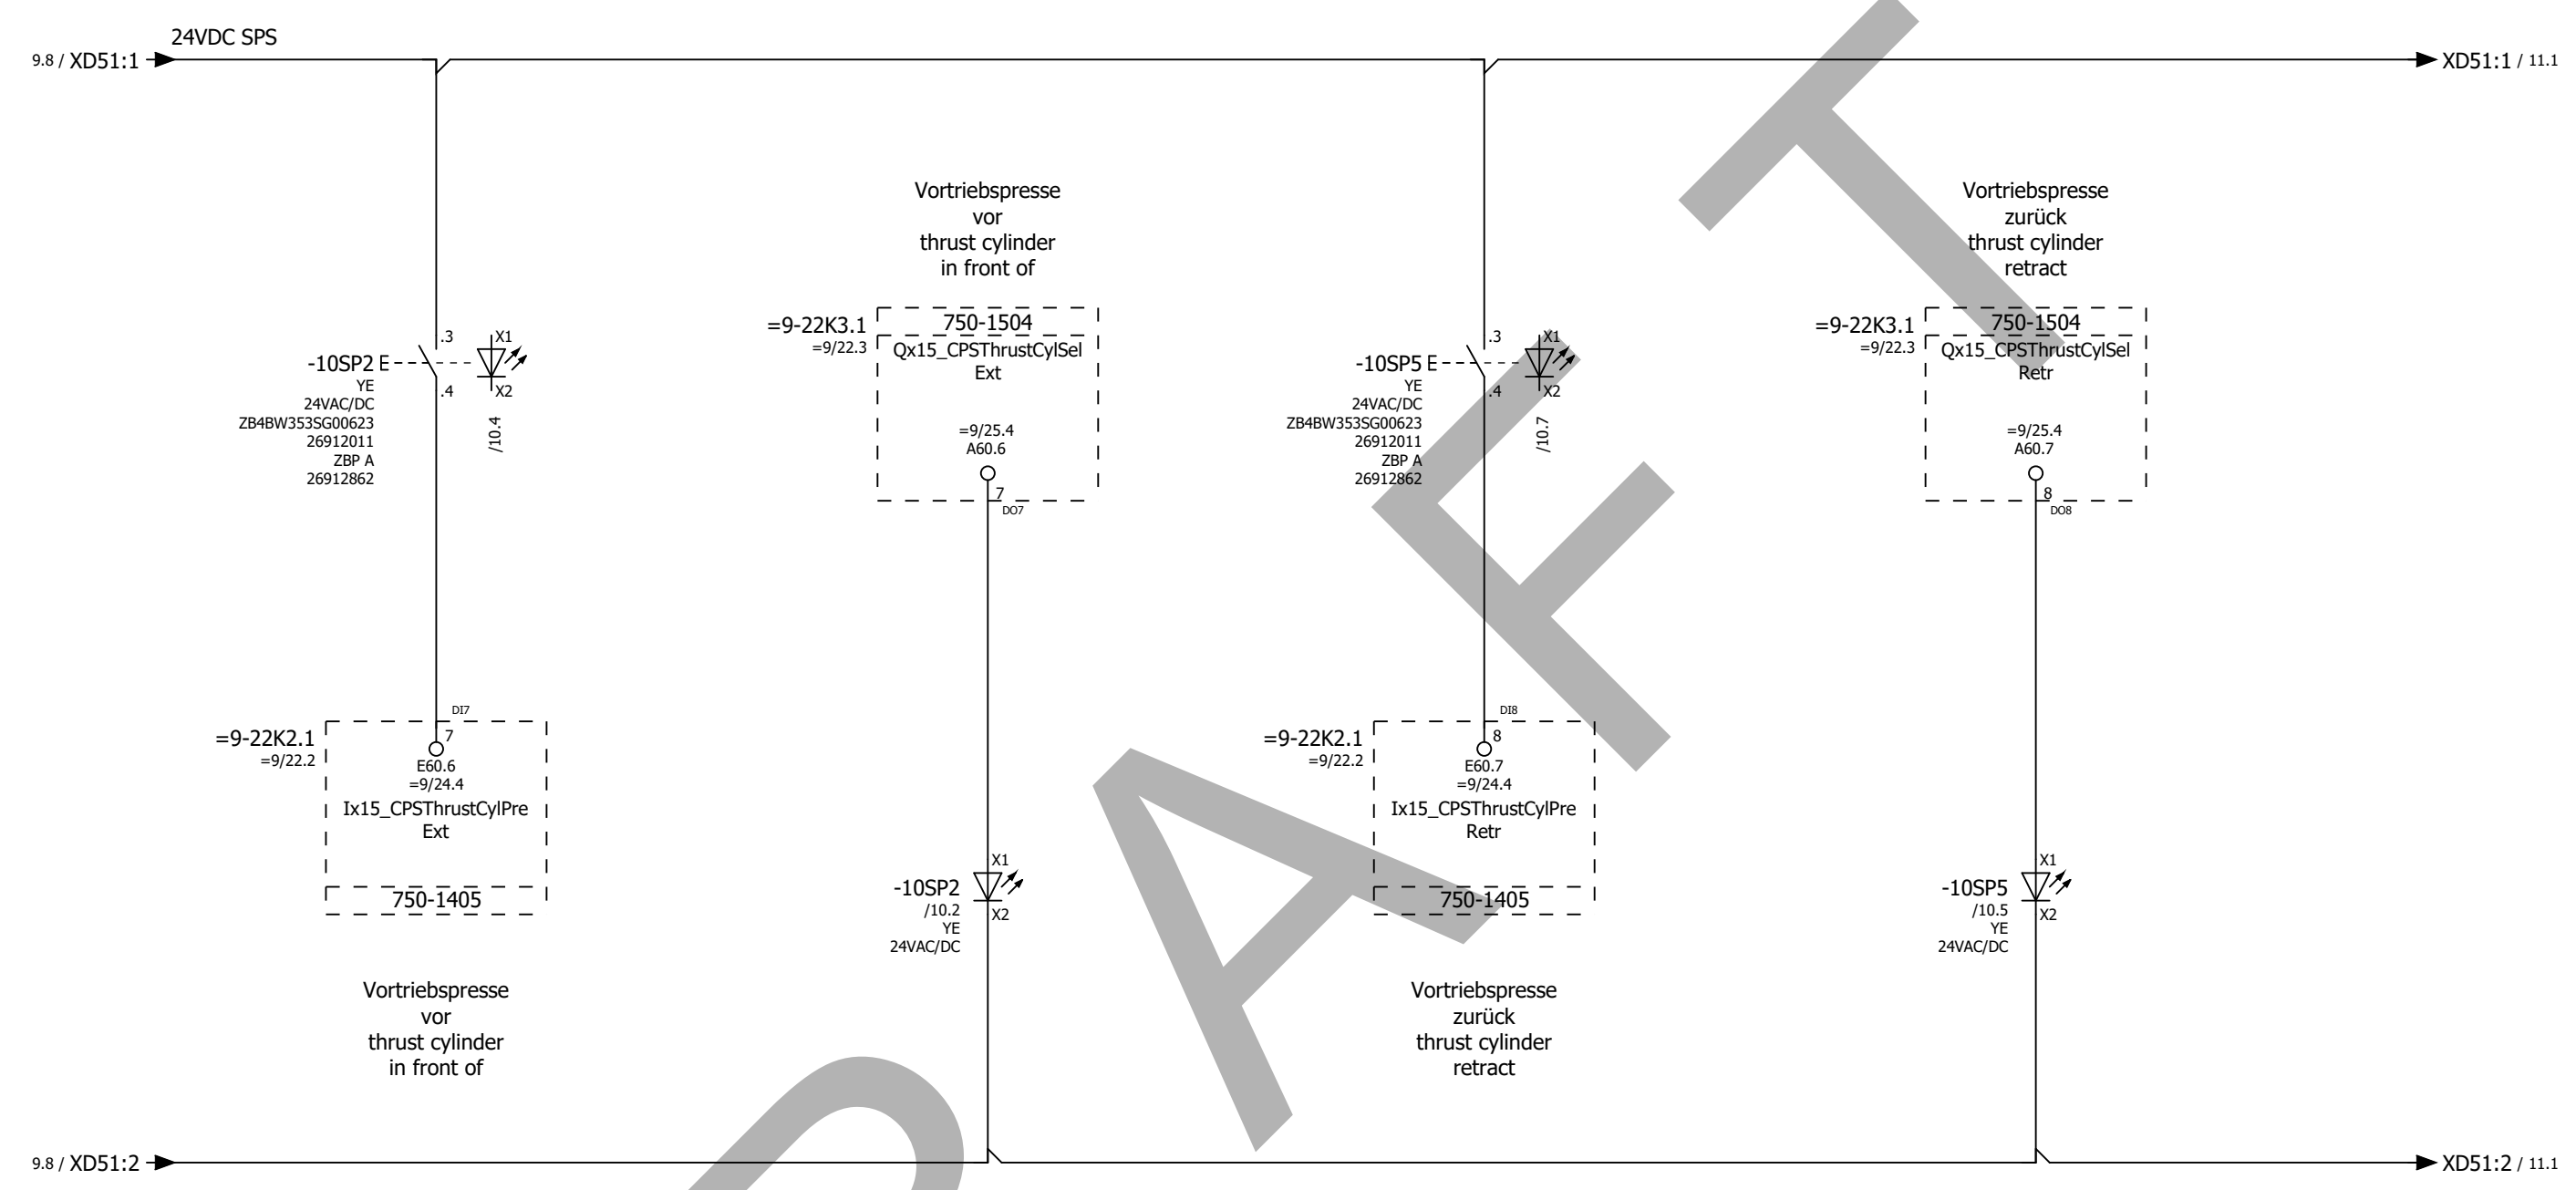 24VDC SPS
9.8 / XD51:1
XD51:1 / 11.1
-10SP2 E
YE
24VAC/DC
ZB4BW353SG00623
26912011
ZBP A
26912862
.3
.4
X1
X2
/10.4
DI7
7
=9-22K2.1
=9/22.2
E60.6
=9/24.4
Ix15_CPSThrustCylPre
Ext
750-1405
Vortriebspresse
vor
thrust cylinder
in front of
Vortriebspresse
vor
thrust cylinder
in front of
=9-22K3.1
=9/22.3
750-1504
Qx15_CPSThrustCylSel
Ext
=9/25.4
A60.6
7
DO7
-10SP2
/10.2
YE
24VAC/DC
X1
X2
-10SP5 E
YE
24VAC/DC
ZB4BW353SG00623
26912011
ZBP A
26912862
.3
.4
X1
X2
/10.7
DI8
8
=9-22K2.1
=9/22.2
E60.7
=9/24.4
Ix15_CPSThrustCylPre
Retr
750-1405
Vortriebspresse
zurück
thrust cylinder
retract
Vortriebspresse
zurück
thrust cylinder
retract
=9-22K3.1
=9/22.3
750-1504
Qx15_CPSThrustCylSel
Retr
=9/25.4
A60.7
8
DO8
-10SP5
/10.5
YE
24VAC/DC
X1
X2
9.8 / XD51:2
XD51:2 / 11.1
RAFT